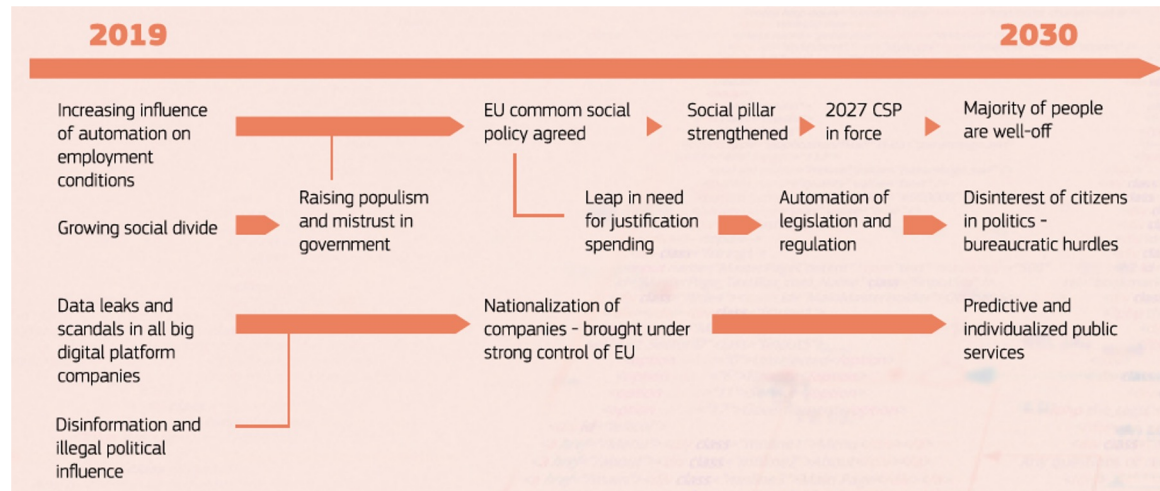 2019
2030
Increasing influence
of automation on
employment
conditions
EU commom social
policy agreed
Social pillar
strengthened
2027 CSP
in force
Majority of people
are well-off
Growing social divide
Raising populism
and mistrust in
government
Leap in need
for justification
spending
Automation of
legislation and
regulation
Disinterest of citizens
in politics -
bureaucratic hurdles
Data leaks and
scandals in all big
digital platform
companies
Nationalization of
companies - brought under
strong control of EU
Predictive and
individualized public
services
Disinformation and
illegal political
influence